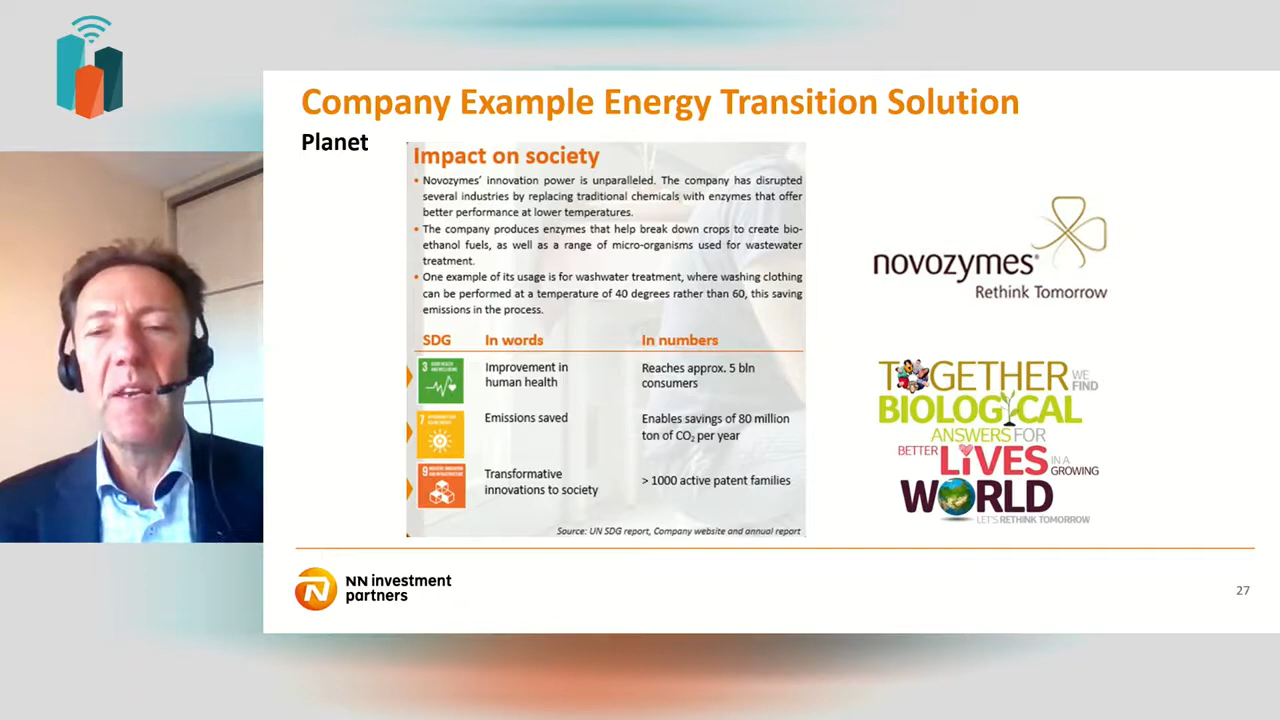 Company Example Energy Transition Solution
Planet
Impact on society
• Novozymes' innovation power is unparalleled. The company has disrupted
several industries by replacing traditional chemicals with enzymes that offer
better performance at lower temperatures.
• The company produces enzymes that help break down crops to create bio-
ethanol fuels, as well as a range of micro-organisms used for wastewater
treatment.
• One example of its usage is for washwater treatment, where washing clothing
can be performed at a temperature of 40 degrees rather than 60, this saving
emissions in the process.
SDG In words In numbers
3 Improvement in
human health
Reaches approx. 5 bln
consumers
7 Emissions saved
Enables savings of 80 million
ton of CO₂ per year
9 Transformative
innovations to society
> 1000 active patent families
Source: UN SDG report, Company website and annual report
novozymes®
Rethink Tomorrow
TOGETHER WE
FIND
BIOLOGICAL
ANSWERS FOR
BETTER LIVES IN A
GROWING
WORLD
LET'S RETHINK TOMORROW
NN investment
partners
27